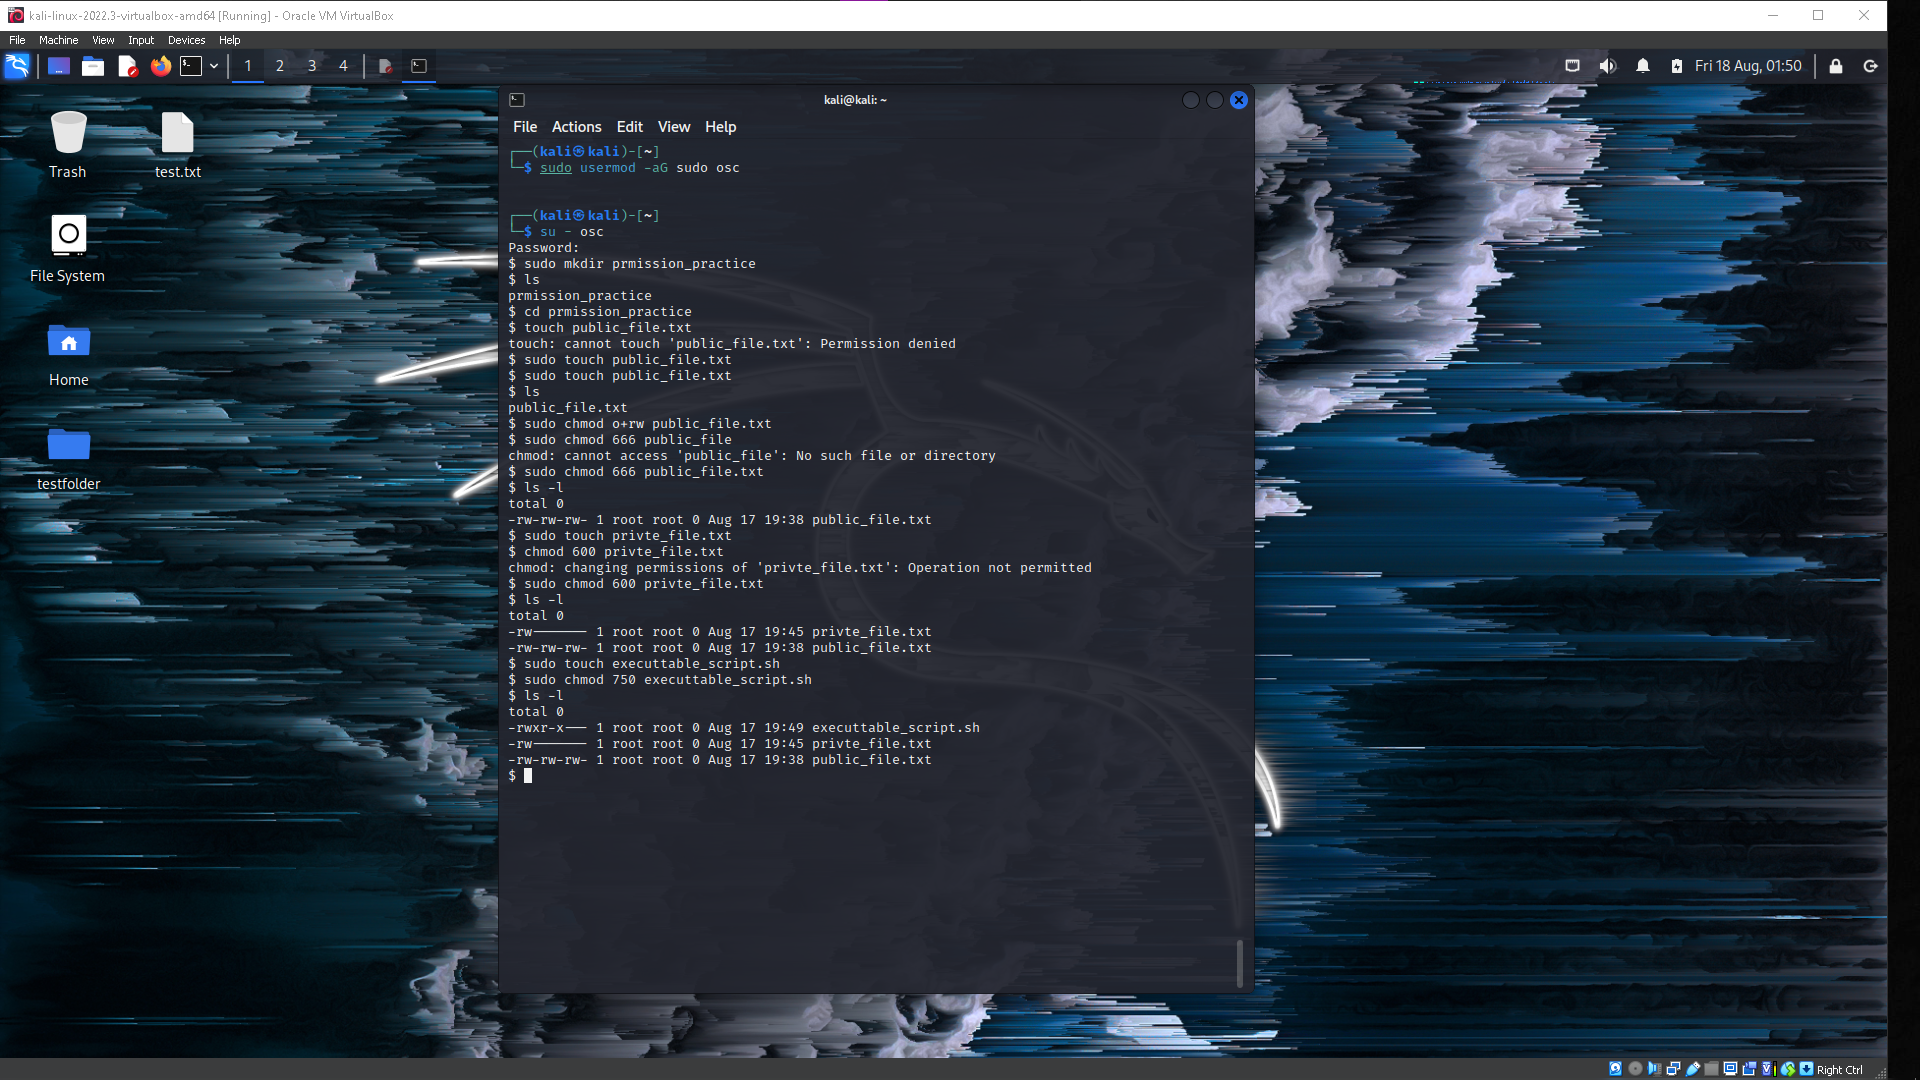 kali-linux-2022.3-virtualbox-amd64 [Running] - Oracle VM VirtualBox
File Machine View Input Devices Help
1 2 3 4
Fri 18 Aug, 01:50
Trash
test.txt
File System
Home
testfolder
kali@kali: ~
File Actions Edit View Help
┌──(kali㉿kali)-[~]
└─$ sudo usermod -aG sudo osc
┌──(kali㉿kali)-[~]
└─$ su - osc
Password:
$ sudo mkdir prmission_practice
$ ls
prmission_practice
$ cd prmission_practice
$ touch public_file.txt
touch: cannot touch 'public_file.txt': Permission denied
$ sudo touch public_file.txt
$ sudo touch public_file.txt
$ ls
public_file.txt
$ sudo chmod o+rw public_file.txt
$ sudo chmod 666 public_file
chmod: cannot access 'public_file': No such file or directory
$ sudo chmod 666 public_file.txt
$ ls -l
total 0
-rw-rw-rw- 1 root root 0 Aug 17 19:38 public_file.txt
$ sudo touch privte_file.txt
$ chmod 600 privte_file.txt
chmod: changing permissions of 'privte_file.txt': Operation not permitted
$ sudo chmod 600 privte_file.txt
$ ls -l
total 0
-rw------- 1 root root 0 Aug 17 19:45 privte_file.txt
-rw-rw-rw- 1 root root 0 Aug 17 19:38 public_file.txt
$ sudo touch executtable_script.sh
$ sudo chmod 750 executtable_script.sh
$ ls -l
total 0
-rwxr-x--- 1 root root 0 Aug 17 19:49 executtable_script.sh
-rw------- 1 root root 0 Aug 17 19:45 privte_file.txt
-rw-rw-rw- 1 root root 0 Aug 17 19:38 public_file.txt
$
Right Ctrl